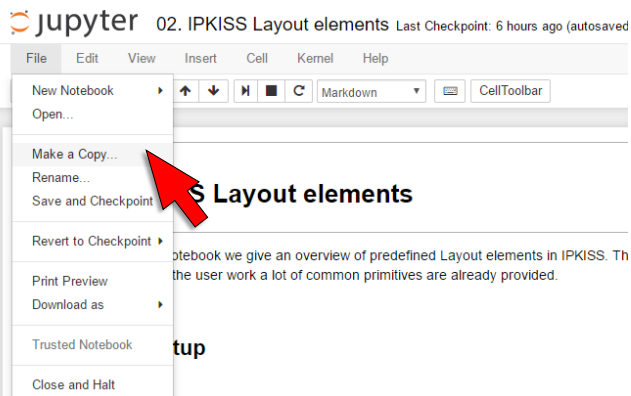 jupyter 02. IPKISS Layout elements Last Checkpoint: 6 hours ago (autosaved
File Edit View Insert Cell Kernel Help
New Notebook
Markdown CellToolbar
Open...
Make a Copy...
Rename...
S Layout elements
Save and Checkpoint
Revert to Checkpoint
otebook we give an overview of predefined Layout elements in IPKISS. Th
the user work a lot of common primitives are already provided.
Print Preview
Download as
Trusted Notebook
tup
Close and Halt